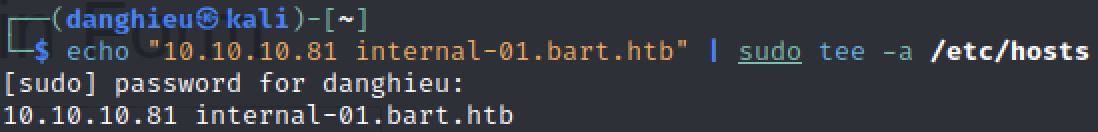 ┌──(danghieu㉿kali)-[~]
└─$ echo "10.10.10.81 internal-01.bart.htb" | sudo tee -a /etc/hosts
[sudo] password for danghieu:
10.10.10.81 internal-01.bart.htb